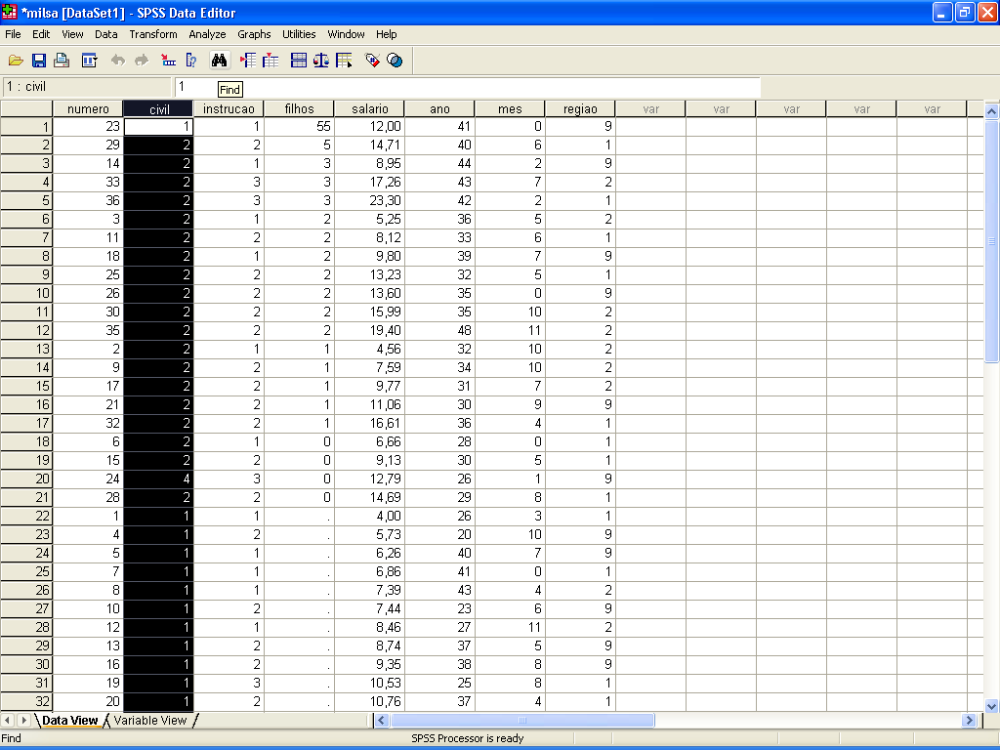 *milsa [DataSet1] - SPSS Data Editor
File Edit View Data Transform Analyze Graphs Utilities Window Help
1 : civil 1
Find
numero civil instrucao filhos salario ano mes regiao var var var var var
1 23 1 1 55 12,00 41 0 9
2 29 2 2 5 14,71 40 6 1
3 14 2 1 3 8,95 44 2 9
4 33 2 3 3 17,26 43 7 2
5 36 2 3 3 23,30 42 2 1
6 3 2 1 2 5,25 36 5 2
7 11 2 2 2 8,12 33 6 1
8 18 2 1 2 9,80 39 7 9
9 25 2 2 2 13,23 32 5 1
10 26 2 2 2 13,60 35 0 9
11 30 2 2 2 15,99 35 10 2
12 35 2 2 2 19,40 48 11 2
13 2 2 1 1 4,56 32 10 2
14 9 2 2 1 7,59 34 10 2
15 17 2 2 1 9,77 31 7 2
16 21 2 2 1 11,06 30 9 9
17 32 2 2 1 16,61 36 4 1
18 6 2 1 0 6,66 28 0 1
19 15 2 2 0 9,13 30 5 1
20 24 4 3 0 12,79 26 1 9
21 28 2 2 0 14,69 29 8 1
22 1 1 1 . 4,00 26 3 1
23 4 1 2 . 5,73 20 10 9
24 5 1 1 . 6,26 40 7 9
25 7 1 1 . 6,86 41 0 1
26 8 1 1 . 7,39 43 4 2
27 10 1 2 . 7,44 23 6 9
28 12 1 1 . 8,46 27 11 2
29 13 1 2 . 8,74 37 5 9
30 16 1 2 . 9,35 38 8 9
31 19 1 3 . 10,53 25 8 1
32 20 1 2 . 10,76 37 4 1
Data View Variable View
Find SPSS Processor is ready